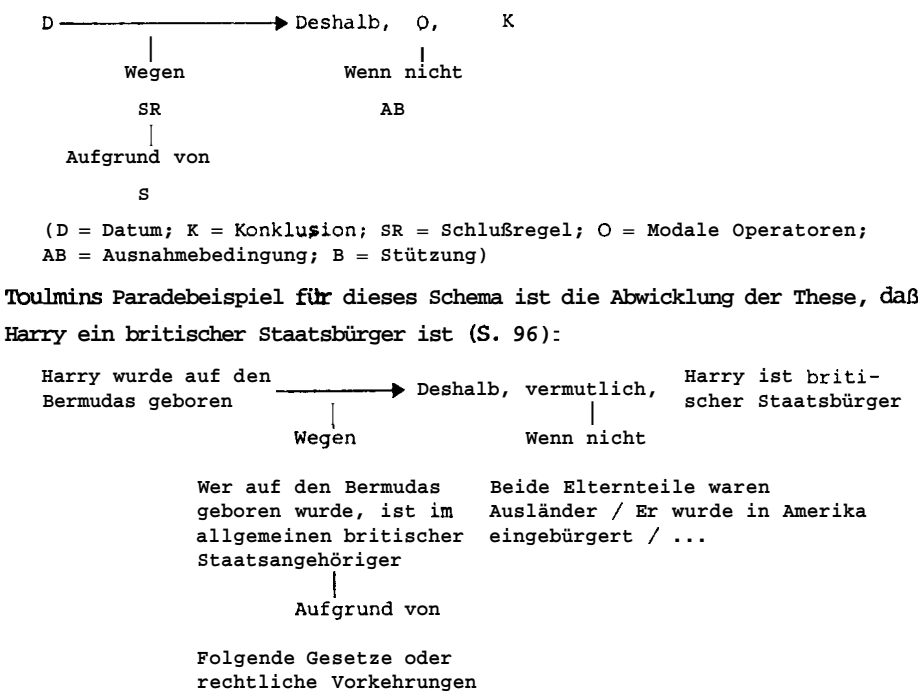 D Deshalb, O, K
Wegen Wenn nicht
SR AB
Aufgrund von
S
(D = Datum; K = Konklusion; SR = Schlußregel; O = Modale Operatoren;
AB = Ausnahmebedingung; B = Stützung)
Toulmins Paradebeispiel für dieses Schema ist die Abwicklung der These, daß
Harry ein britischer Staatsbürger ist (S. 96):
Harry wurde auf den Harry ist briti-
Bermudas geboren Deshalb, vermutlich, scher Staatsbürger
Wegen Wenn nicht
Wer auf den Bermudas Beide Elternteile waren
geboren wurde, ist im Ausländer / Er wurde in Amerika
allgemeinen britischer eingebürgert / ...
Staatsangehöriger
Aufgrund von
Folgende Gesetze oder
rechtliche Vorkehrungen